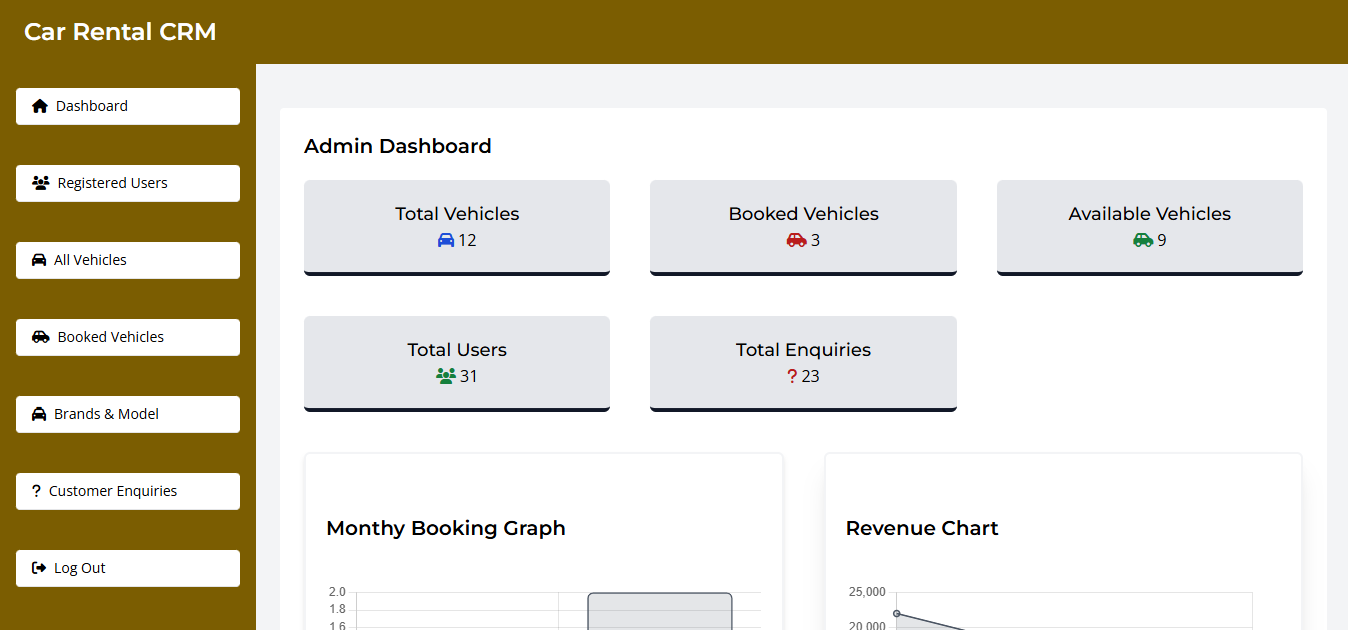 Car Rental CRM
Dashboard
Registered Users
All Vehicles
Booked Vehicles
Brands & Model
Customer Enquiries
Log Out
Admin Dashboard
Total Vehicles
12
Booked Vehicles
3
Available Vehicles
9
Total Users
31
Total Enquiries
? 23
Monthy Booking Graph
2.0
1.8
1.6
Revenue Chart
25,000
20,000